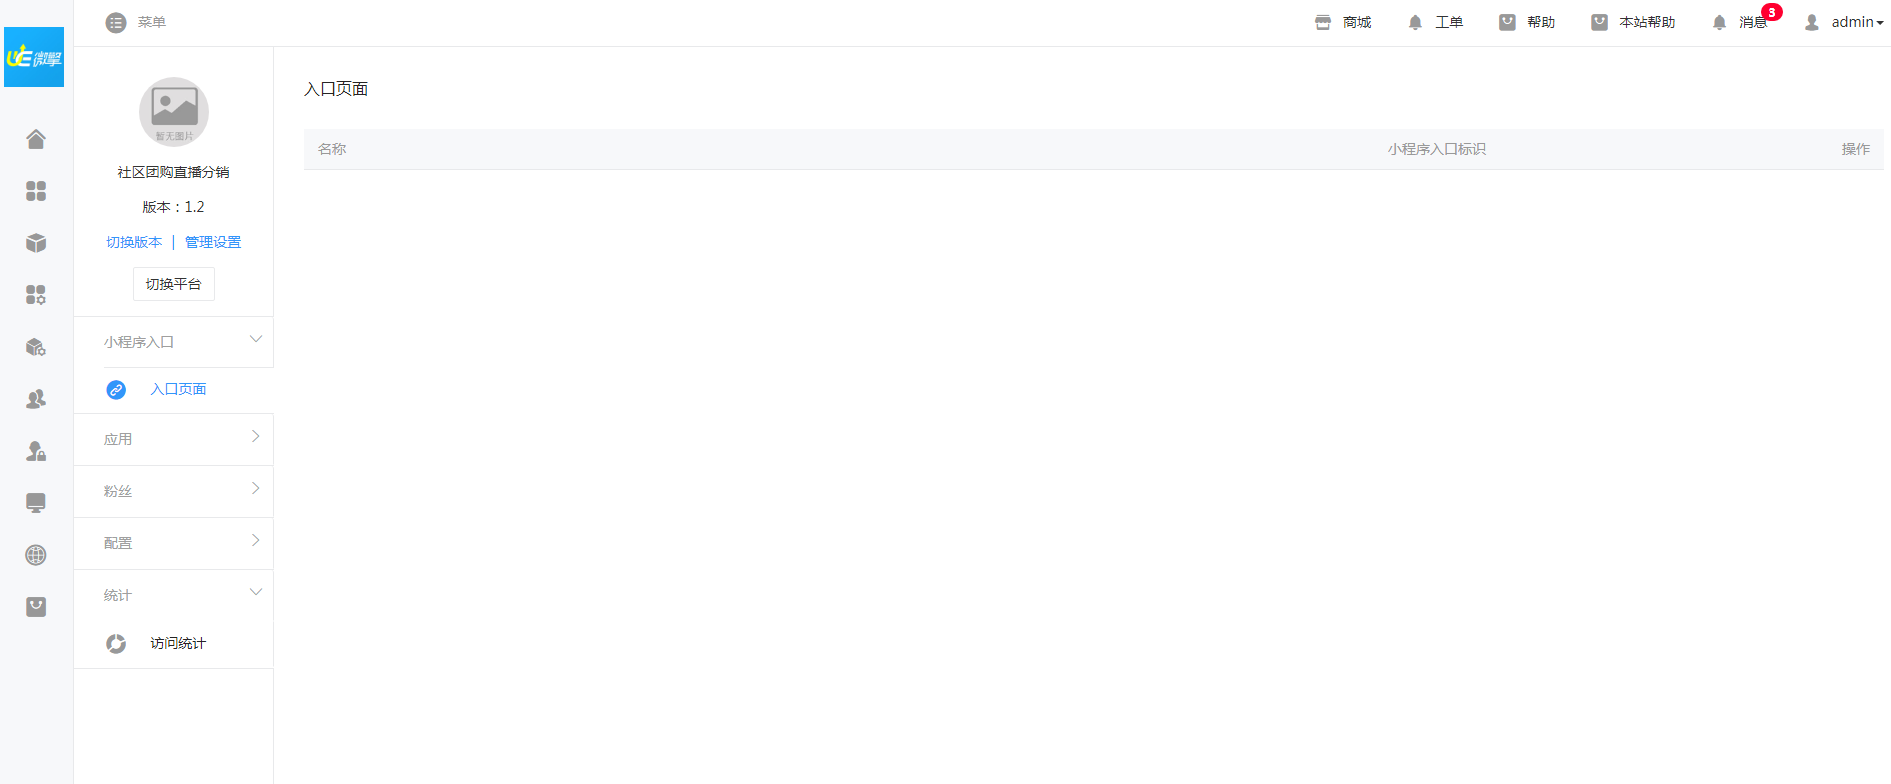 微擎
菜单
商城
工单
帮助
本站帮助
消息
3
admin
暂无图片
社区团购直播分销
版本：1.2
切换版本 | 管理设置
切换平台
小程序入口
入口页面
应用
粉丝
配置
统计
访问统计
入口页面
名称 小程序入口标识 操作